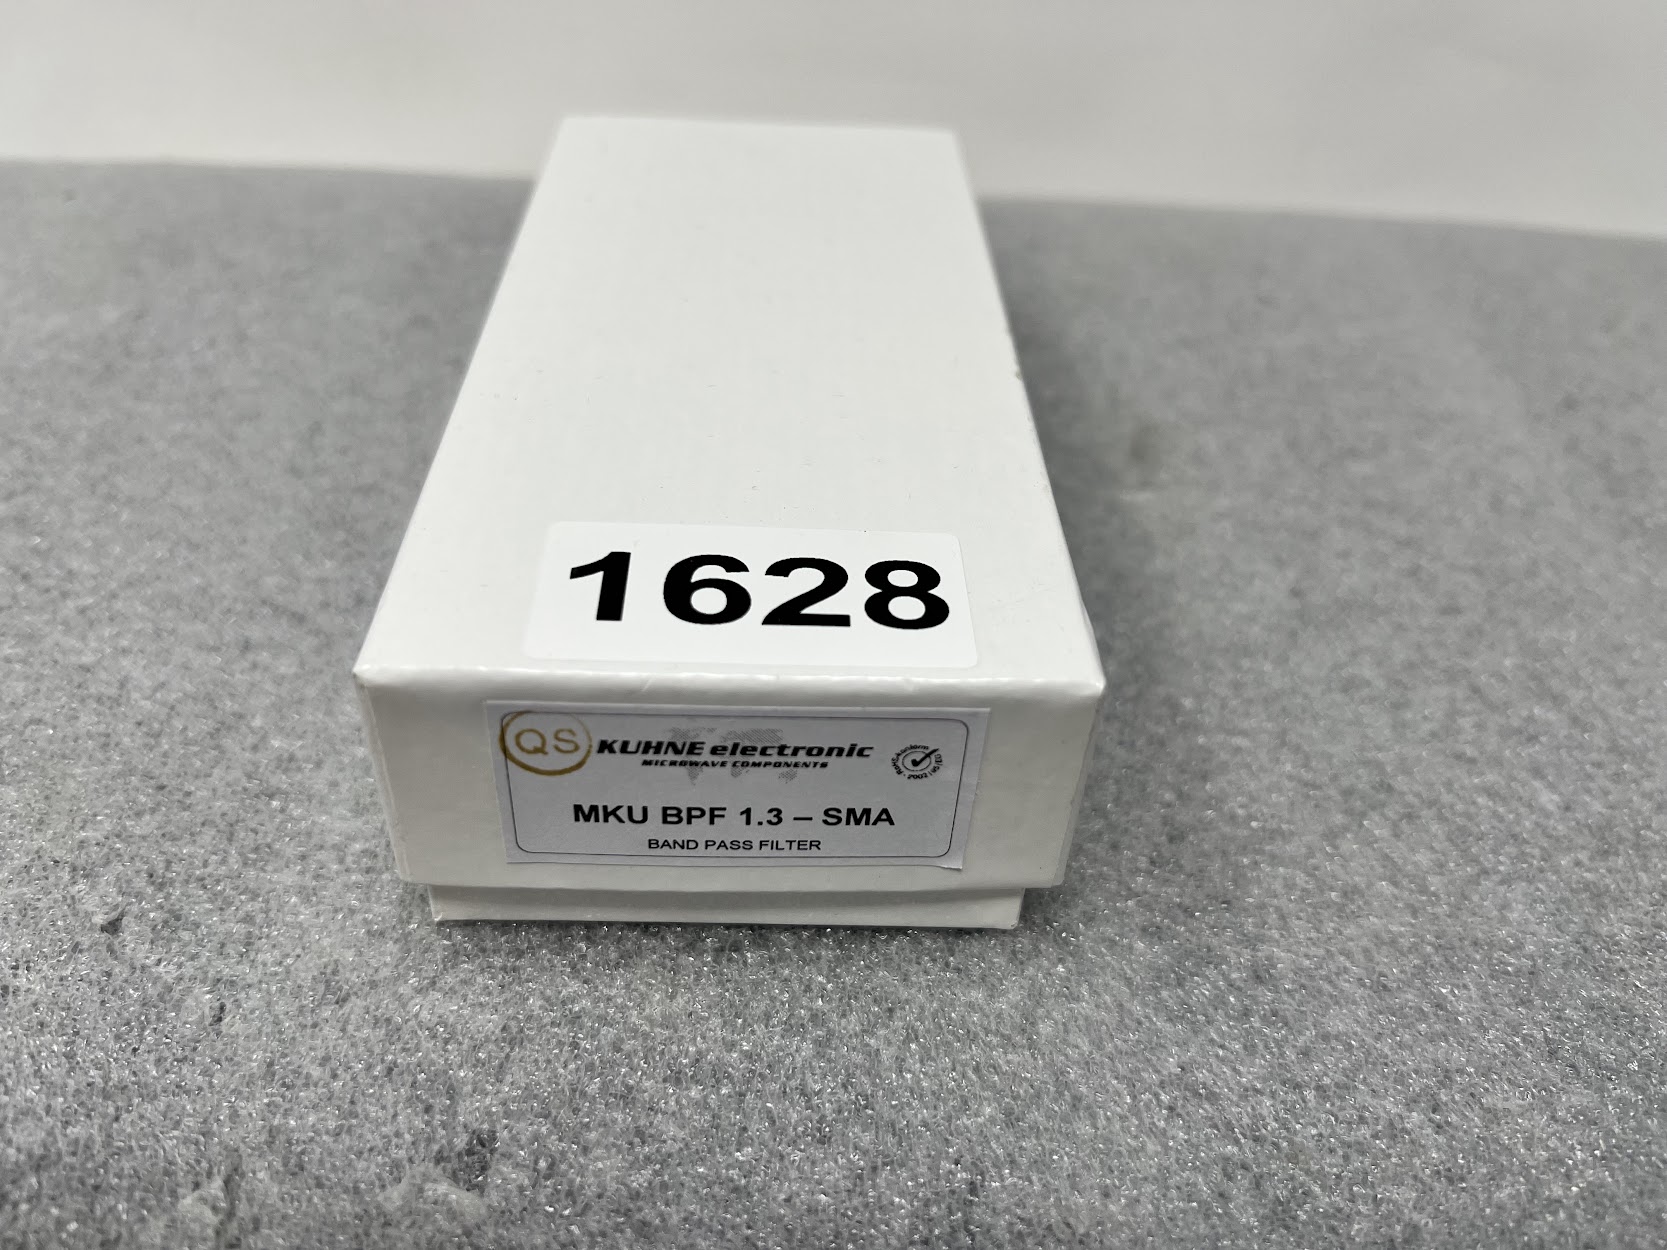 1628
QS KUHNE electronic
MICROWAVE COMPONENTS
MKU BPF 1.3 – SMA
BAND PASS FILTER